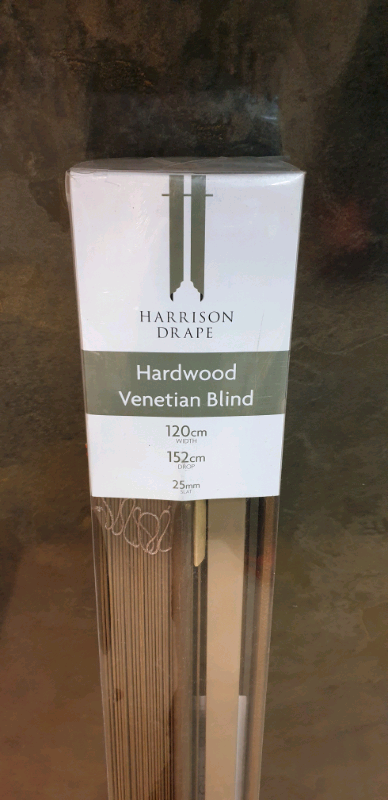 HARRISON
DRAPE
Hardwood
Venetian Blind
120cm
WIDTH
152cm
DROP
25mm
SLAT